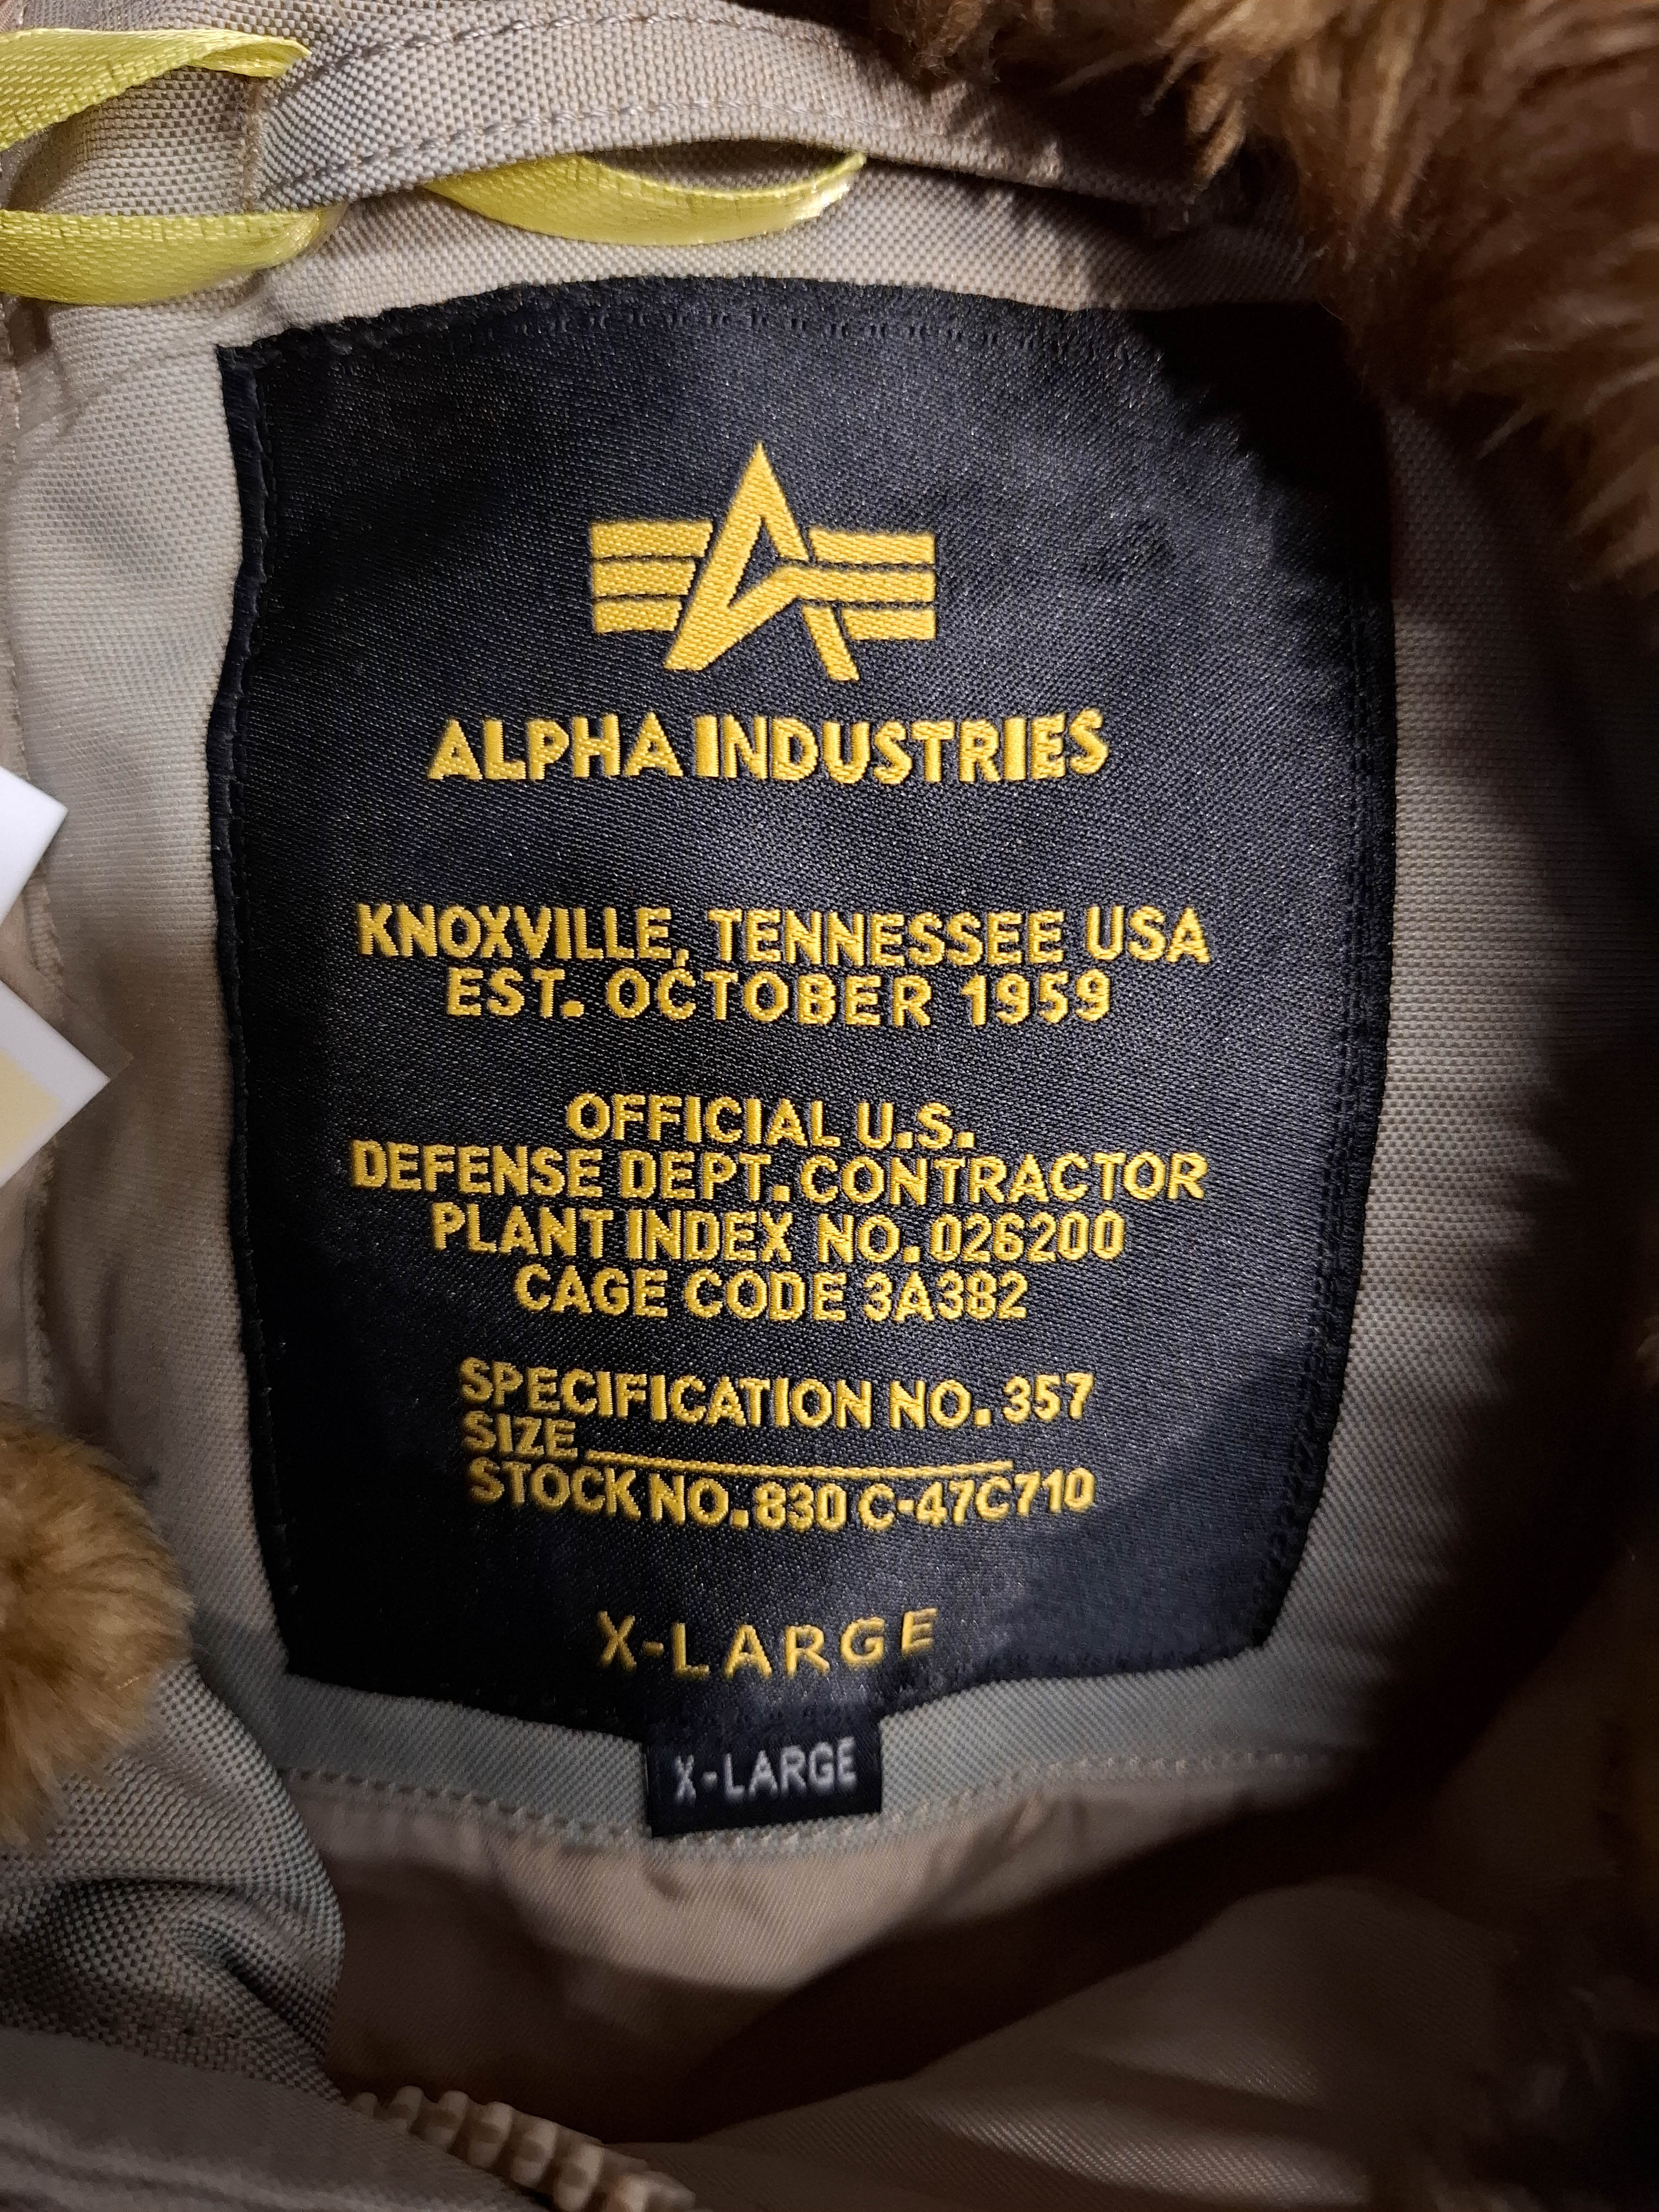 ALPHA INDUSTRIES
KNOXVILLE, TENNESSEE USA
EST. OCTOBER 1959
OFFICIAL U.S.
DEFENSE DEPT. CONTRACTOR
PLANT INDEX NO. 026200
CAGE CODE 3A382
SPECIFICATION NO. 357
SIZE
STOCK NO. 830 C-47C710
X-LARGE
X-LARGE